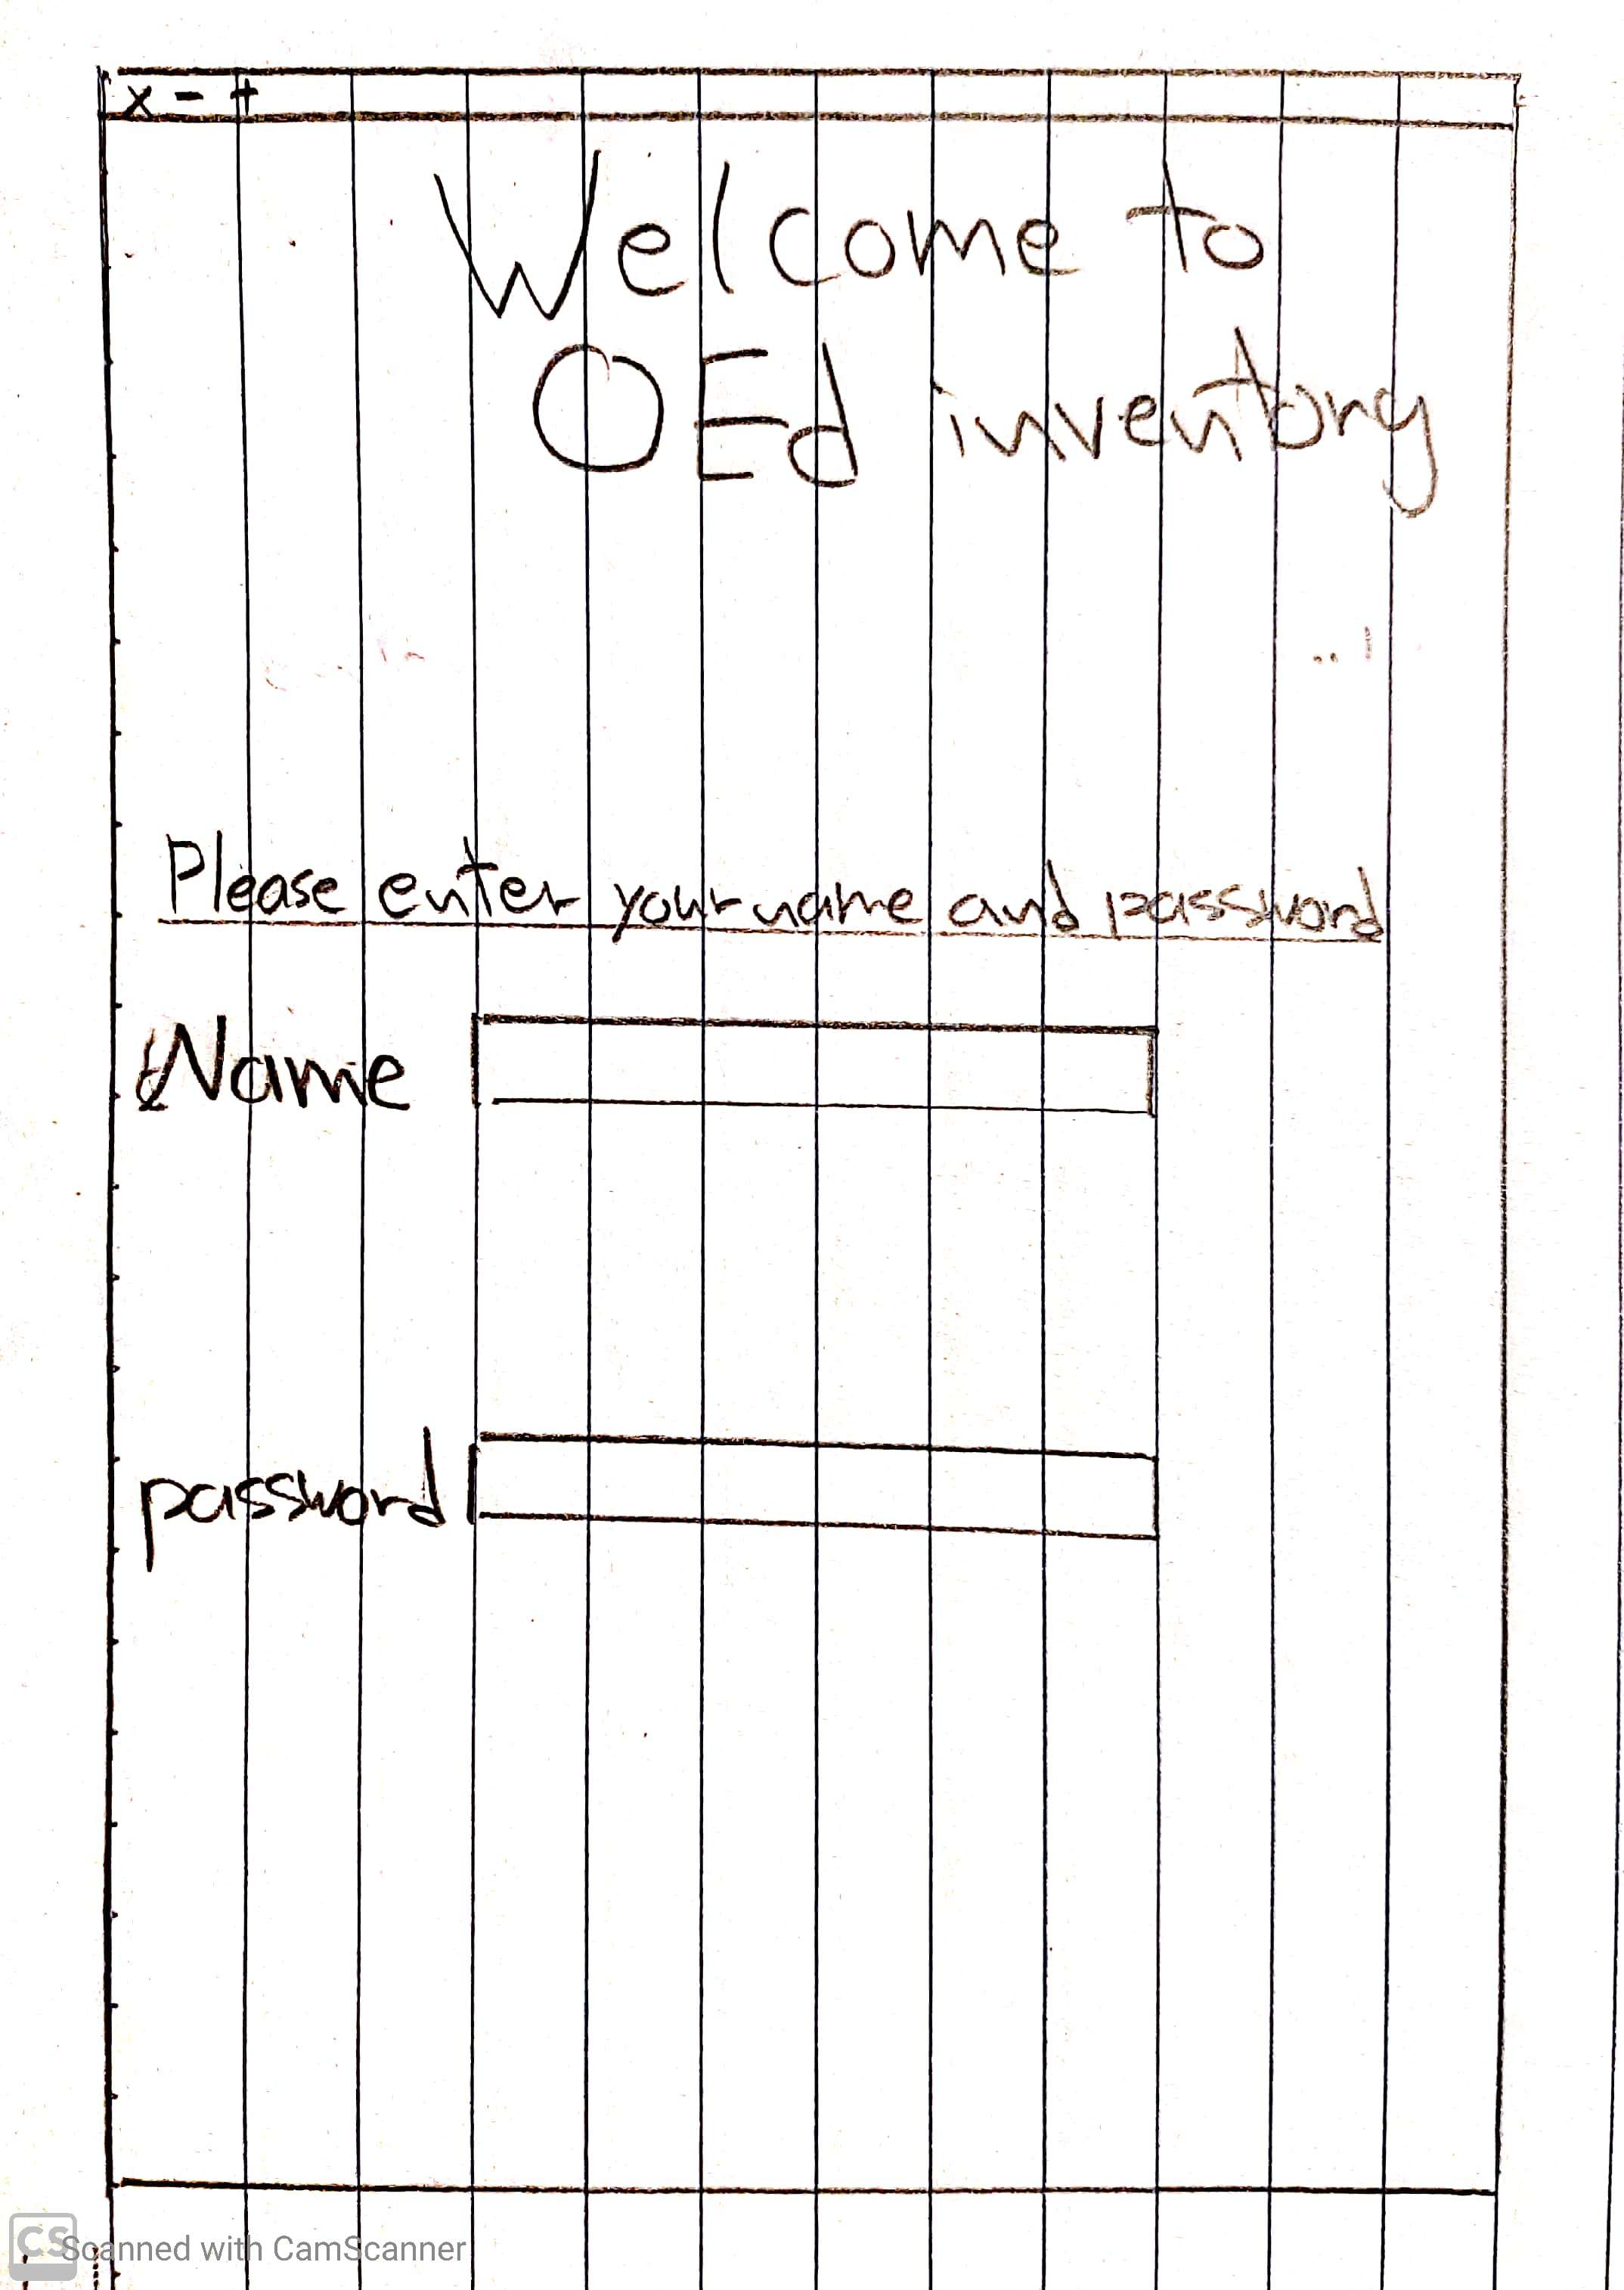 x - +
Welcome to
OEd inventory
Please enter your name and password
Name
password
CS Scanned with CamScanner